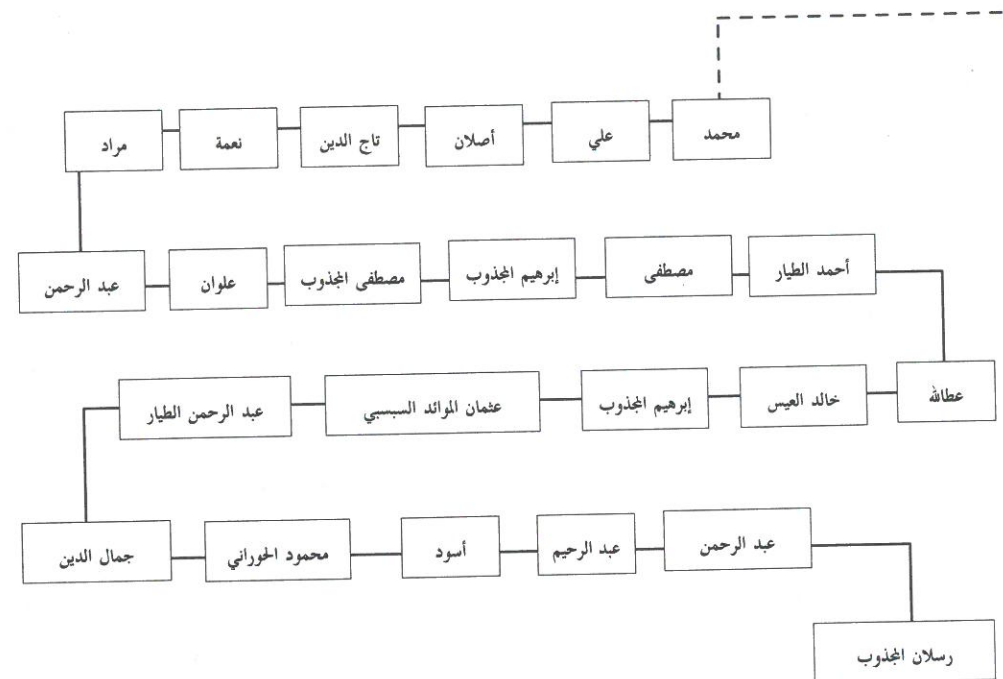 محمد علي أصلان تاج الدين نعمة مراد
أحمد الطيار مصطفى إبرهيم المجذوب مصطفى المجذوب علوان عبد الرحمن
عطالله خالد العيس إبرهيم المجذوب عثمان الموائد السبسبي عبد الرحمن الطيار
عبد الرحمن عبد الرحيم أسود محمود الحوراني جمال الدين
رسلان المجذوب